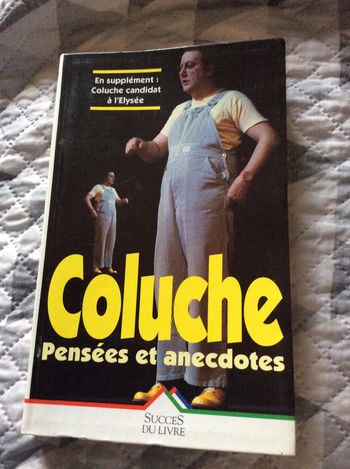 En supplément :
Coluche candidat
à l'Elysée
Coluche
Pensées et anecdotes
SUCCES
DU LIVRE